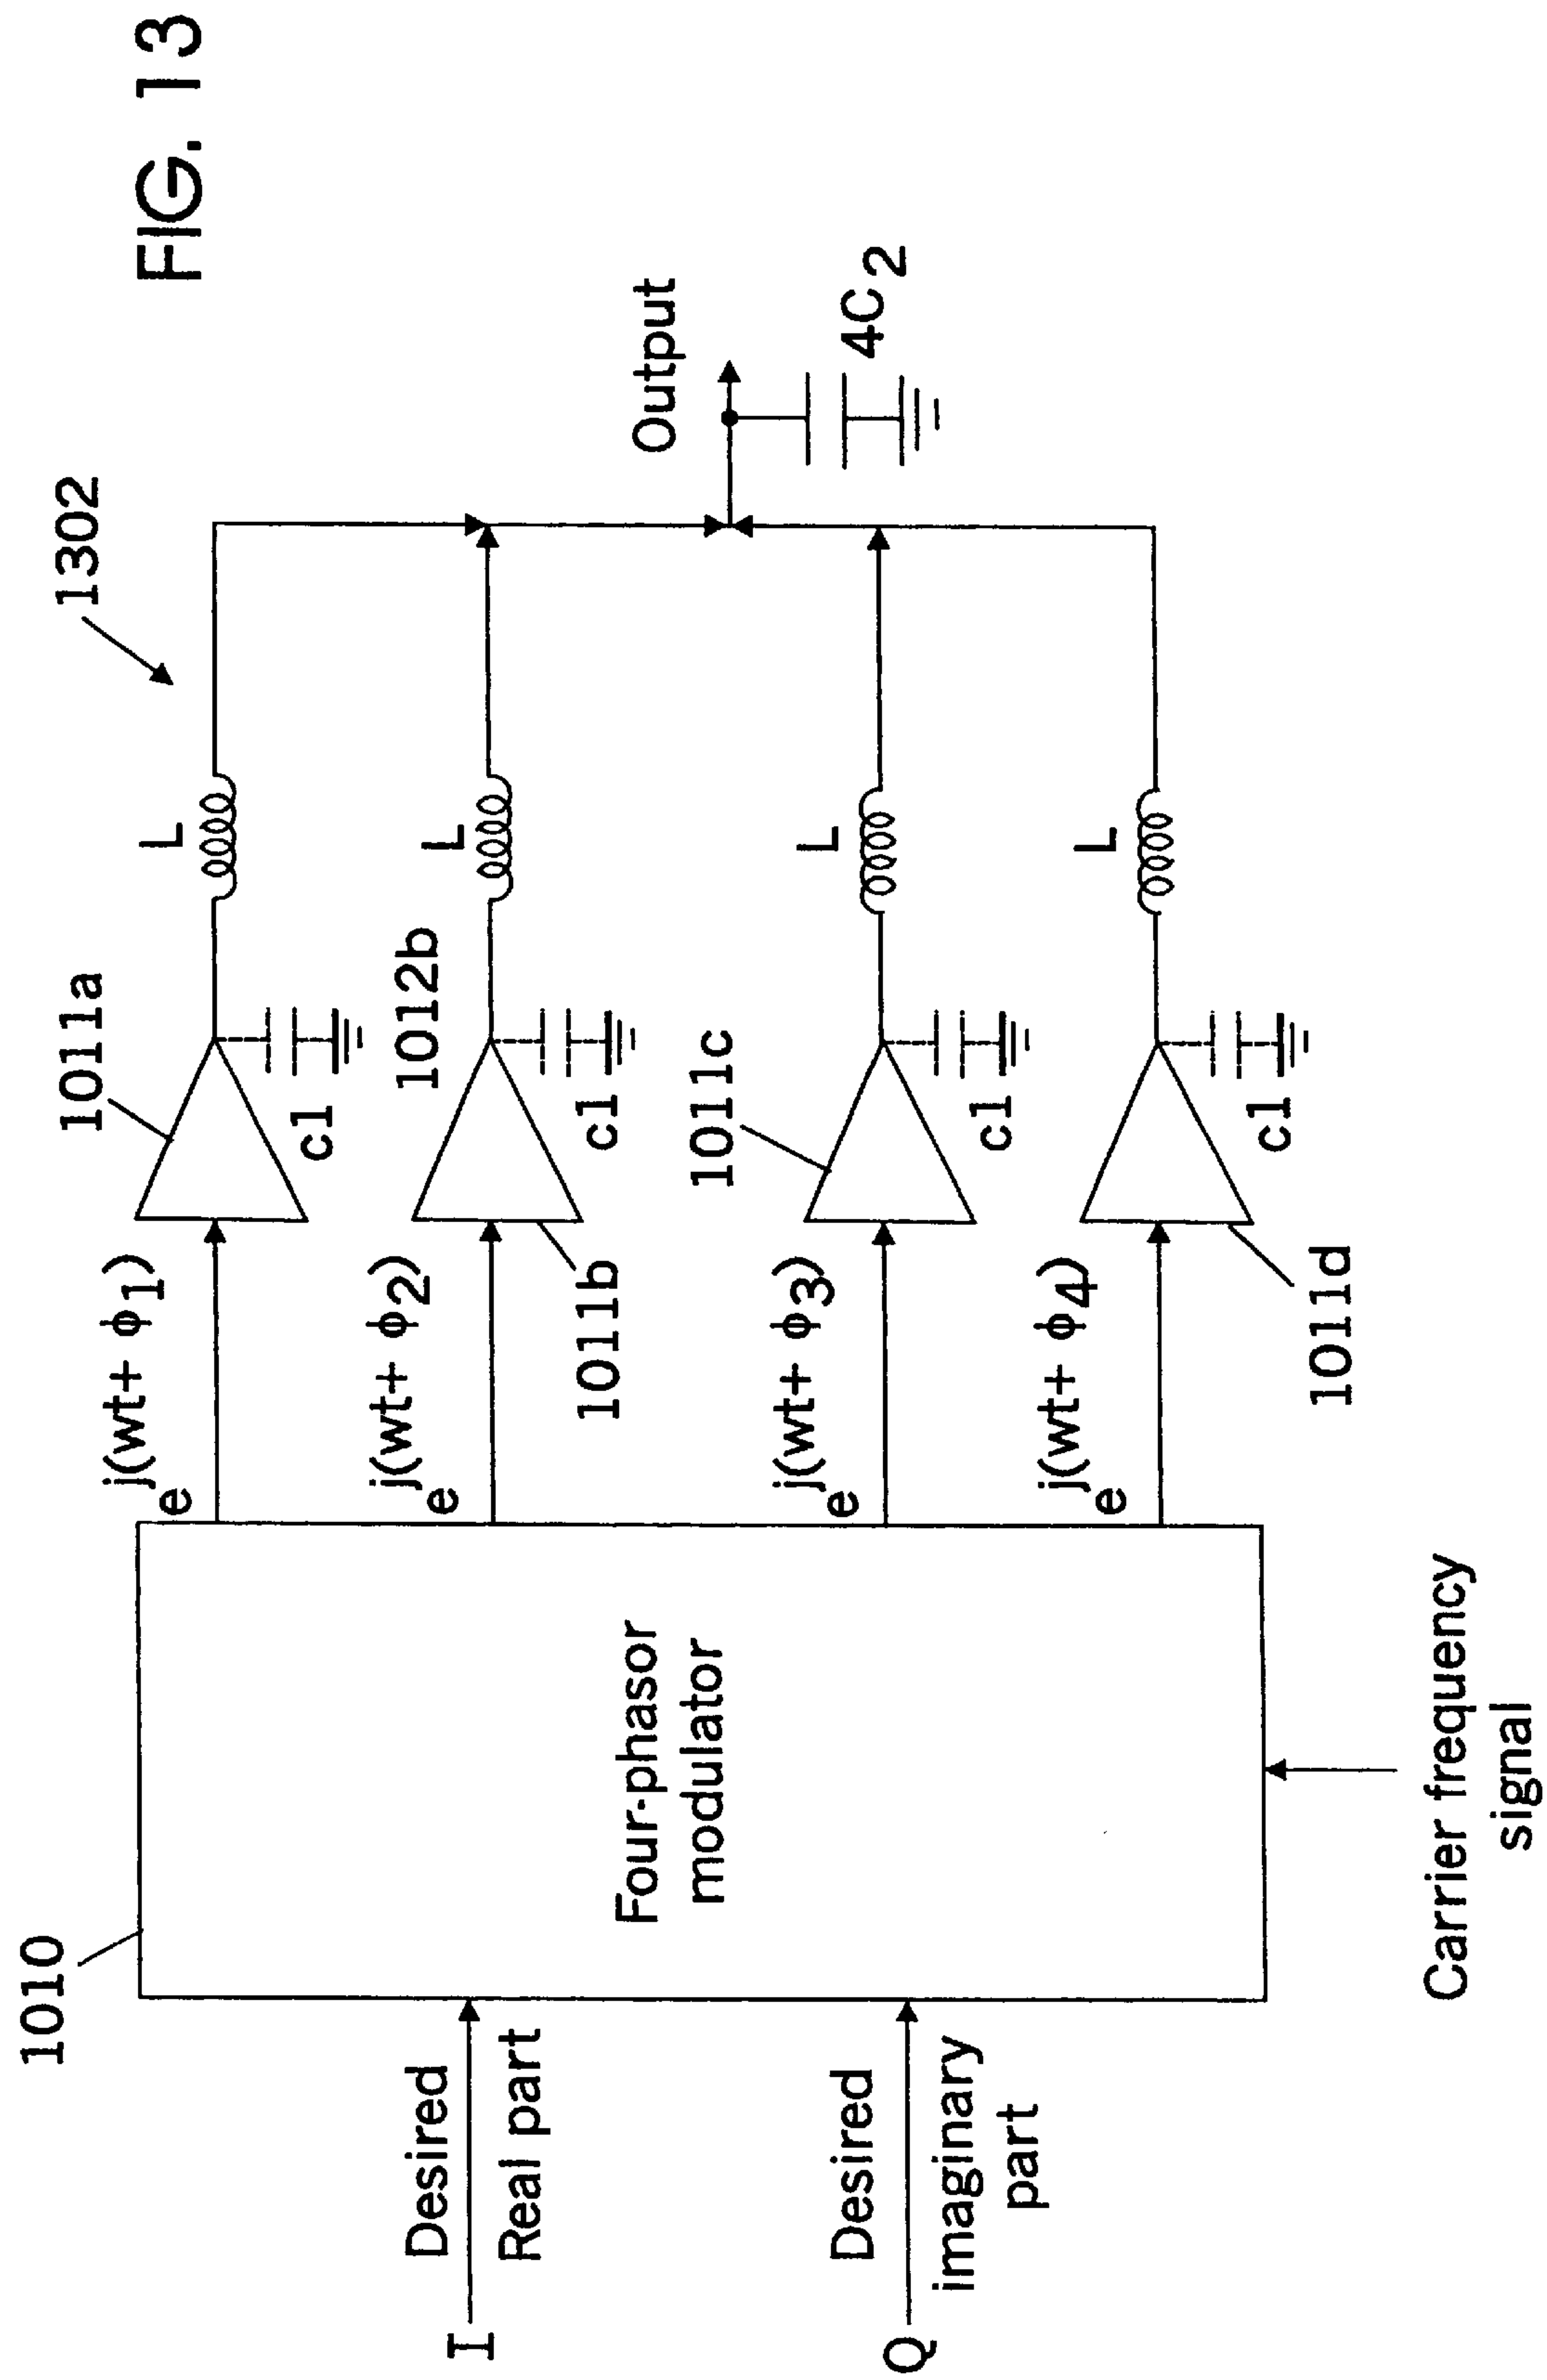 FIG. 13
1302
1010
I
Desired
Real part
Q
Desired
imaginary
part
Four-phasor
modulator
Carrier frequency
signal
e j(wt+ ϕ1)
e j(wt+ ϕ2)
e j(wt+ ϕ3)
e j(wt+ ϕ4)
1011a
c1
L
1012b
1011b
c1
L
1011c
c1
L
1011d
c1
L
Output
4C2